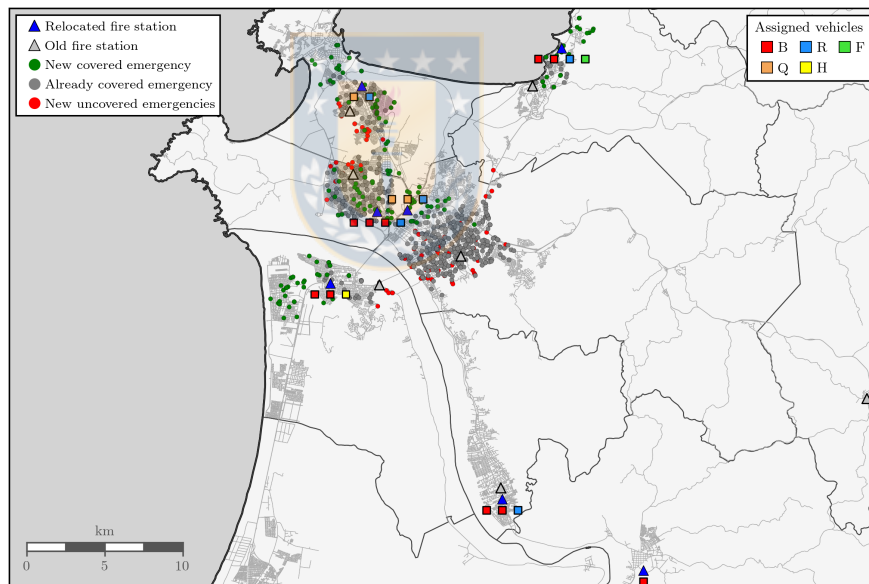 Relocated fire station
Old fire station
New covered emergency
Already covered emergency
New uncovered emergencies
Assigned vehicles
B R F
Q H
km
0 5 10